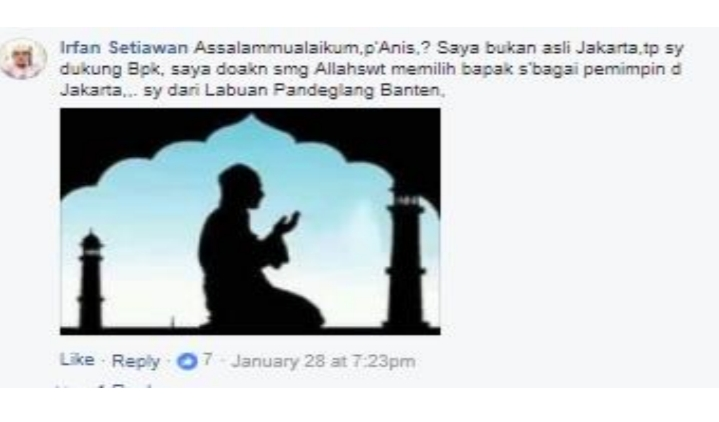 Irfan Setiawan Assalammualaikum,p'Anis,? Saya bukan asli Jakarta,tp sy
dukung Bpk, saya doakn smg Allahswt memilih bapak s'bagai pemimpin d
Jakarta,,. sy dari Labuan Pandeglang Banten,
Like · Reply · 7 · January 28 at 7:23pm